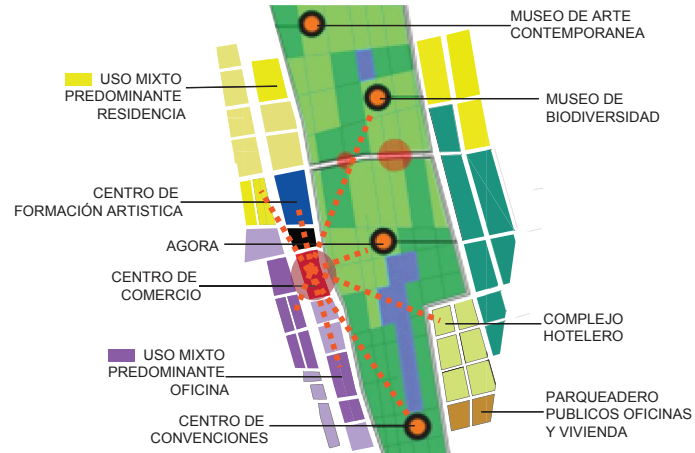 MUSEO DE ARTE
CONTEMPORANEA
USO MIXTO
PREDOMINANTE
RESIDENCIA
MUSEO DE
BIODIVERSIDAD
CENTRO DE
FORMACIÓN ARTISTICA
AGORA
CENTRO DE
COMERCIO
COMPLEJO
HOTELERO
USO MIXTO
PREDOMINANTE
OFICINA
PARQUEADERO
PUBLICOS OFICINAS
Y VIVIENDA
CENTRO DE
CONVENCIONES